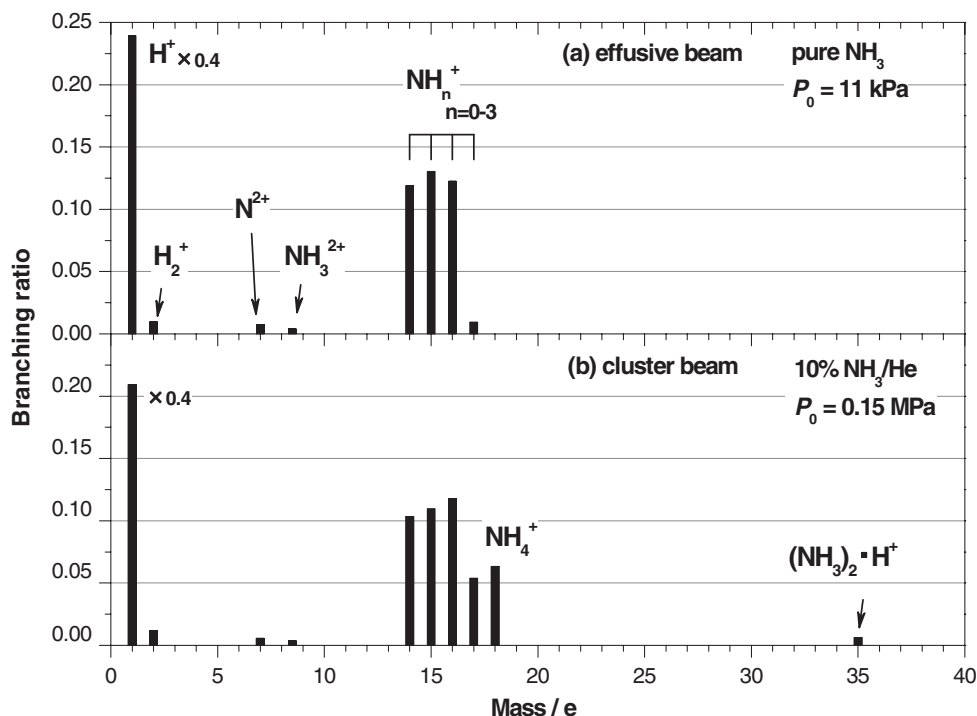 Branching ratio
0.25
0.20
0.15
0.10
0.05
0.00
H⁺ × 0.4
H₂⁺
N²⁺
NH₃²⁺
NHₙ⁺
n=0-3
(a) effusive beam
pure NH₃
P₀ = 11 kPa
0.20
0.15
0.10
0.05
0.00
× 0.4
(b) cluster beam
10% NH₃/He
P₀ = 0.15 MPa
NH₄⁺
(NH₃)₂ ▪ H⁺
0 5 10 15 20 25 30 35 40
Mass / e